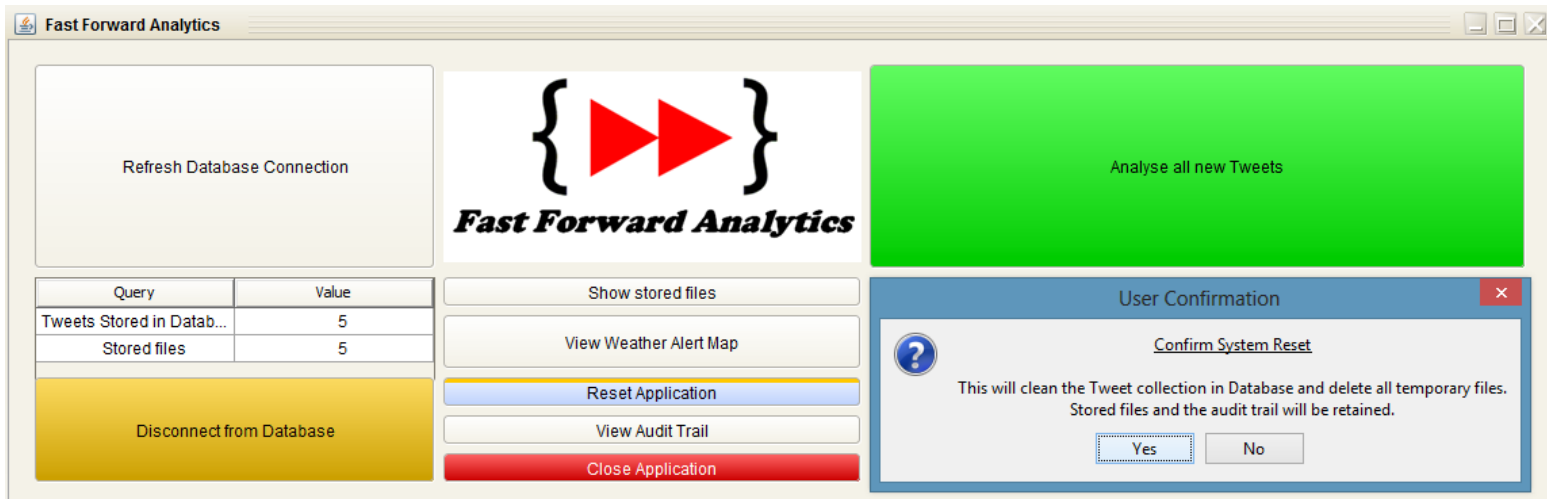 Fast Forward Analytics
Refresh Database Connection
{ }
Fast Forward Analytics
Analyse all new Tweets
Query Value
Tweets Stored in Datab... 5
Stored files 5
Disconnect from Database
Show stored files
View Weather Alert Map
Reset Application
View Audit Trail
Close Application
User Confirmation
?
Confirm System Reset
This will clean the Tweet collection in Database and delete all temporary files.
Stored files and the audit trail will be retained.
Yes No